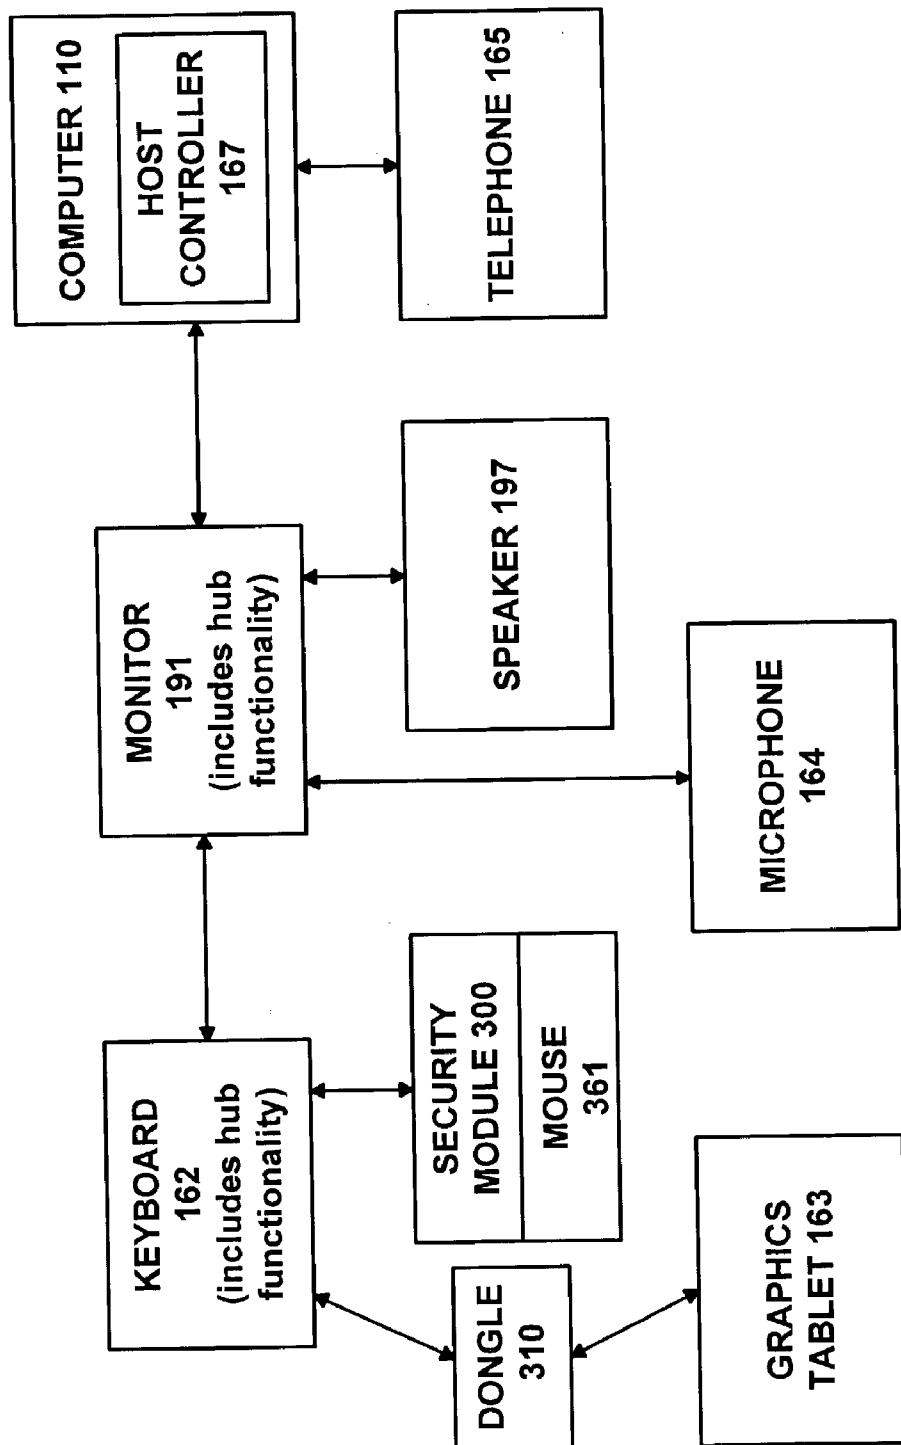 COMPUTER 110
HOST
CONTROLLER
167
TELEPHONE 165
MONITOR
191
(includes hub
functionality)
SPEAKER 197
MICROPHONE
164
KEYBOARD
162
(includes hub
functionality)
SECURITY
MODULE 300
MOUSE
361
DONGLE
310
GRAPHICS
TABLET 163